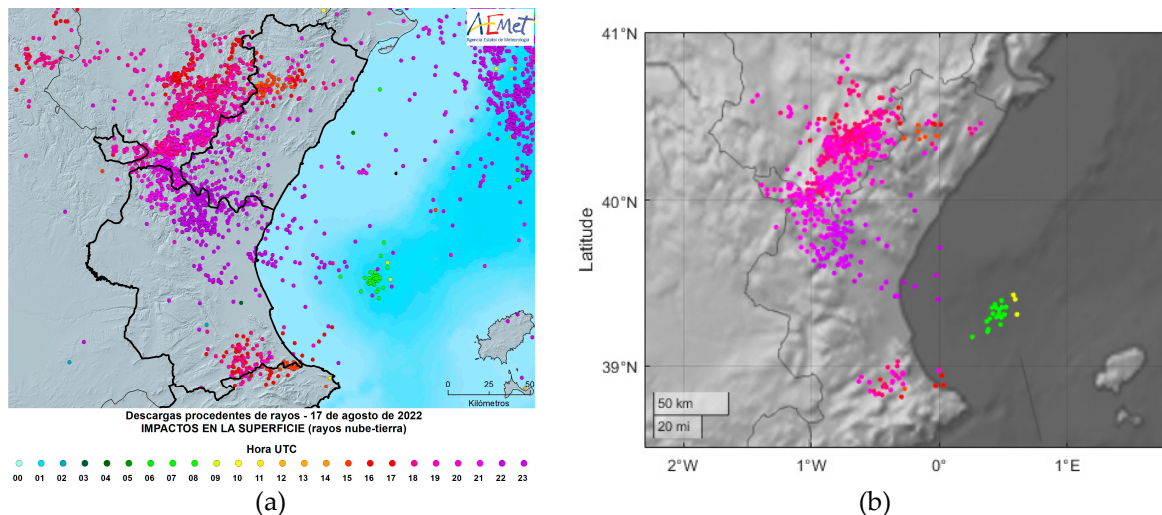 AEMet
Agencia Estatal de Meteorología
0 25 50
Kilómetros
Descargas procedentes de rayos - 17 de agosto de 2022
IMPACTOS EN LA SUPERFICIE (rayos nube-tierra)
Hora UTC
00 01 02 03 04 05 06 07 08 09 10 11 12 13 14 15 16 17 18 19 20 21 22 23
(a)
41°N
40°N
39°N
Latitude
50 km
20 mi
2°W 1°W 0° 1°E
(b)